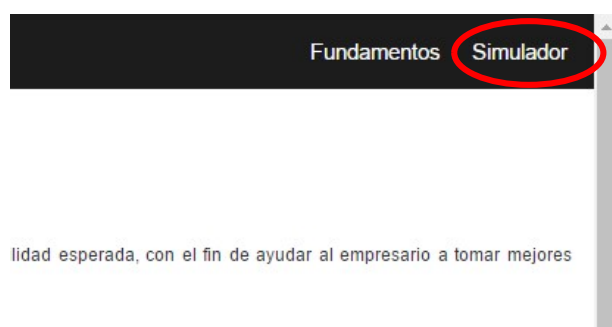 Fundamentos Simulador
lidad esperada, con el fin de ayudar al empresario a tomar mejores